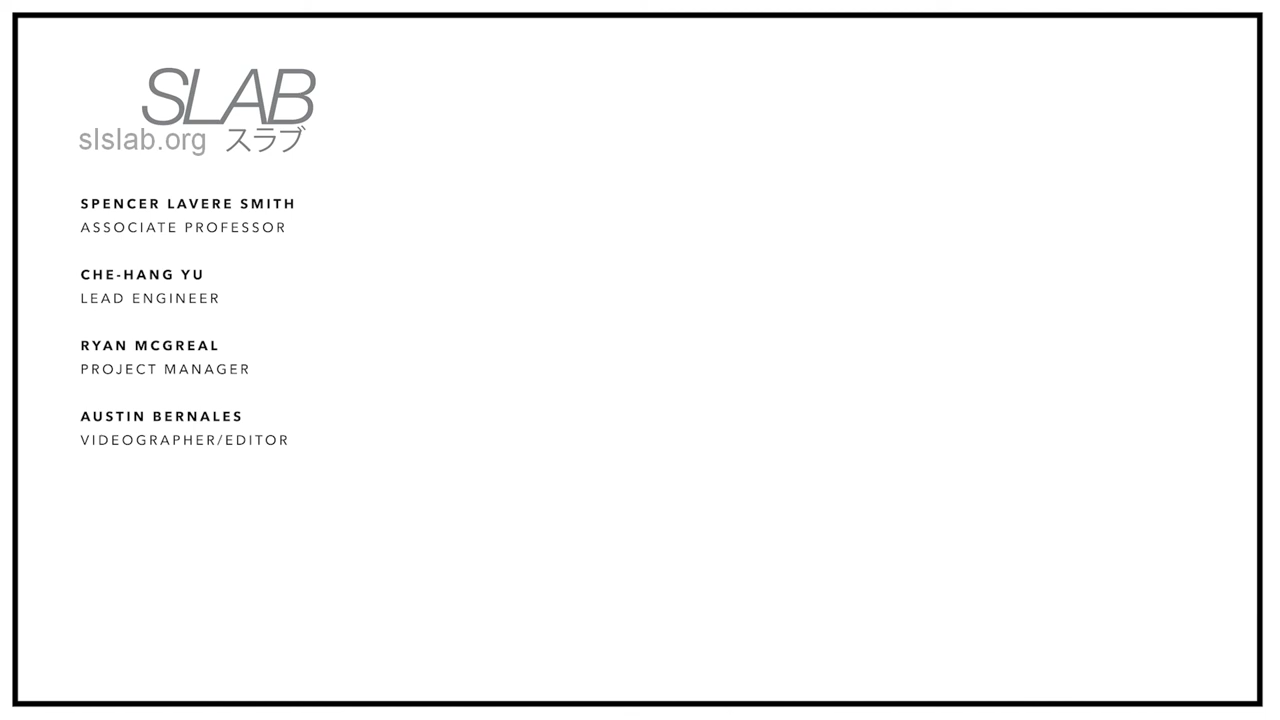 SLAB
slslab.org スラブ
SPENCER LAVERE SMITH
ASSOCIATE PROFESSOR
CHE-HANG YU
LEAD ENGINEER
RYAN MCGREAL
PROJECT MANAGER
AUSTIN BERNALES
VIDEOGRAPHER/EDITOR